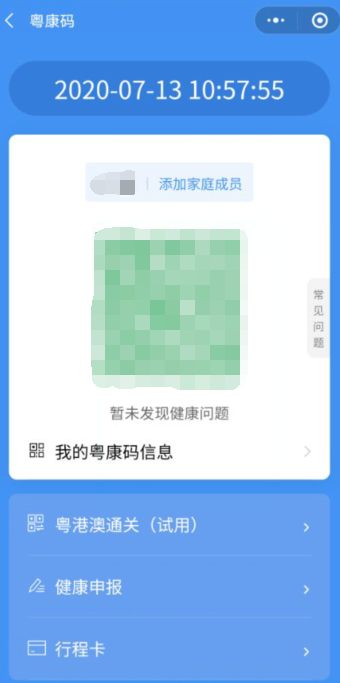 粤康码
2020-07-13 10:57:55
添加家庭成员
常见问题
暂未发现健康问题
我的粤康码信息
粤港澳通关（试用）
健康申报
行程卡